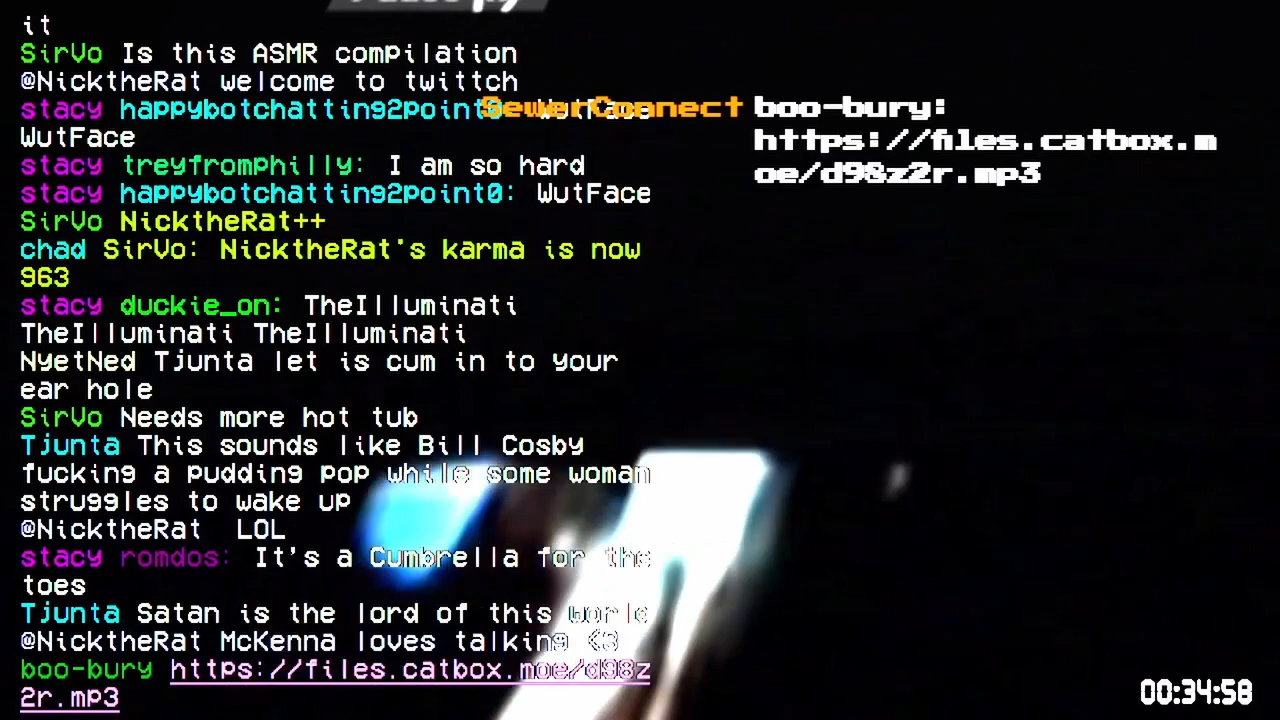 it
SirVo Is this ASMR compilation
@NicktheRat welcome to twittch
stacy happybotchattin92point0: WutFace
WutFace
stacy treyfromphilly: I am so hard
stacy happybotchattin92point0: WutFace
SirVo NicktheRat++
chad SirVo: NicktheRat's karma is now
963
stacy duckie_on: TheIlluminati
TheIlluminati TheIlluminati
NyetNed Tjunta let is cum in to your
ear hole
SirVo Needs more hot tub
Tjunta This sounds like Bill Cosby
fucking a pudding pop while some woman
struggles to wake up
@NicktheRat LOL
stacy romdos: It's a Cumbrella for the
toes
Tjunta Satan is the lord of this world
@NicktheRat McKenna loves talking <3
boo-bury https://files.catbox.moe/d98z
2r.mp3
SewerConnect boo-bury:
https://files.catbox.m
oe/d98z2r.mp3
00:34:58